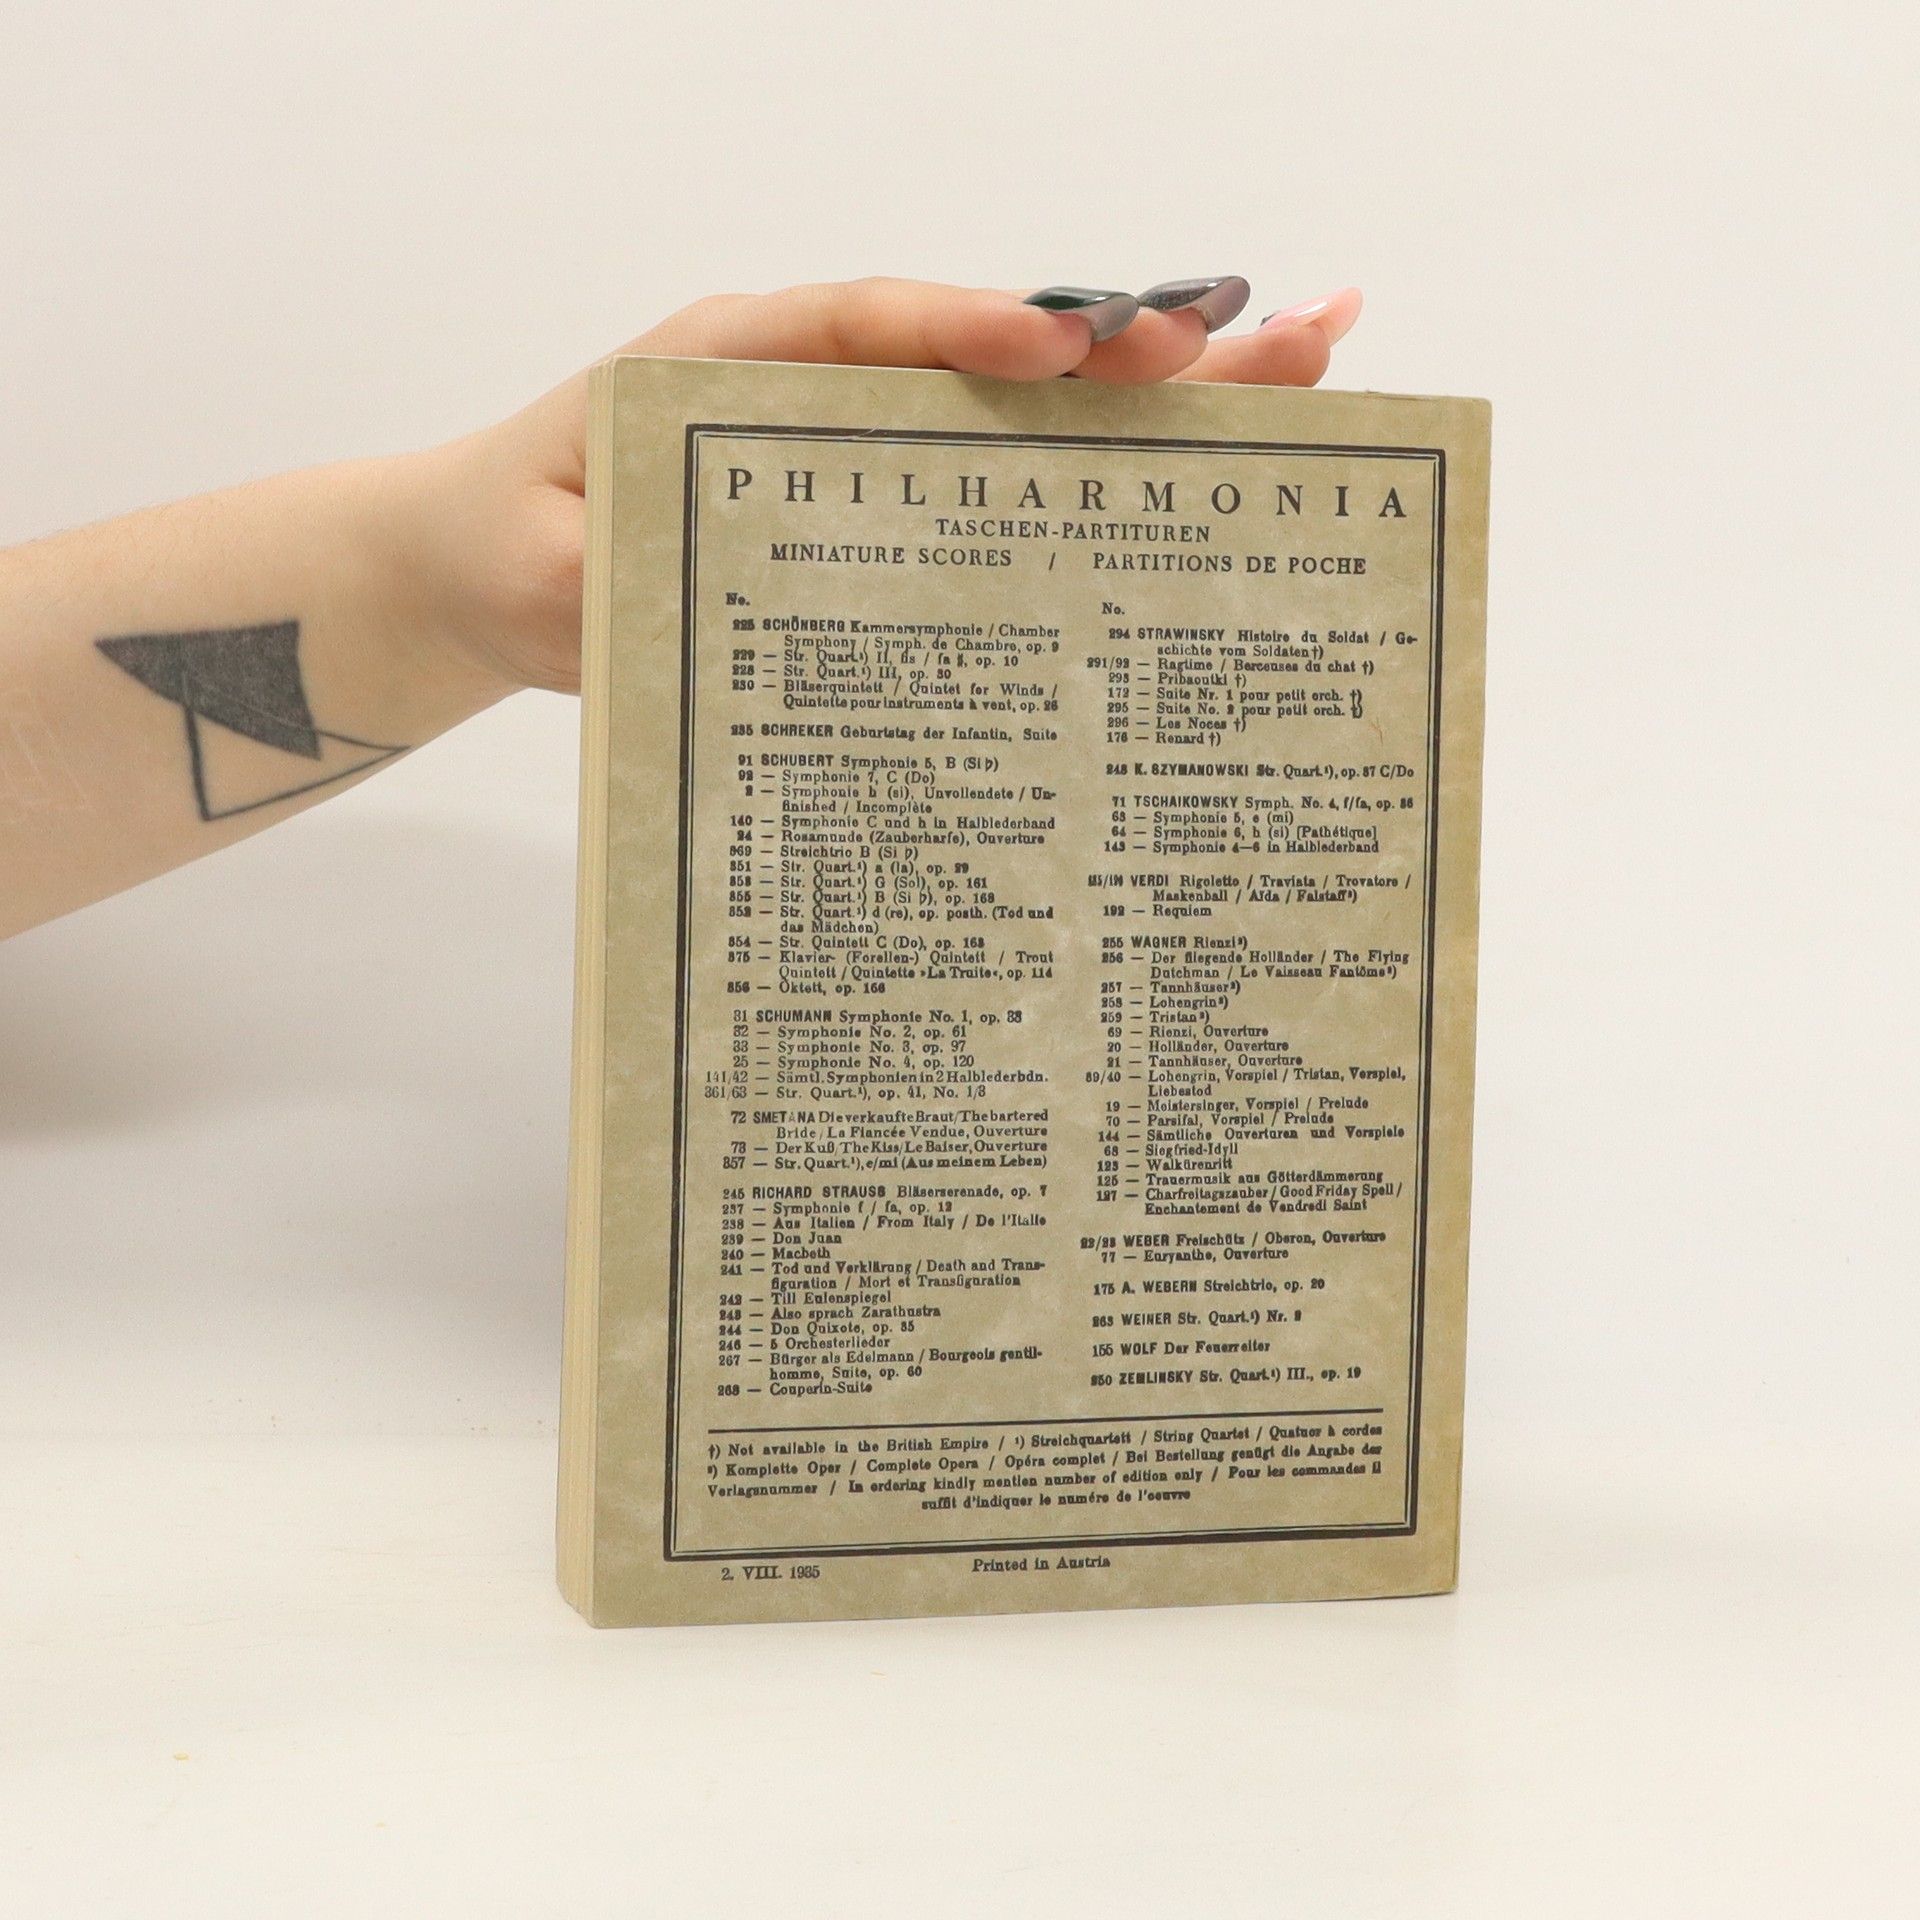 PHILHARMONIA
TASCHEN-PARTITUREN
MINIATURE SCORES / PARTITIONS DE POCHE
No.
225 SCHÖNBERG Kammersymphonie / Chamber
Symphony / Symph. de Chambre, op. 9
229 — Str. Quart.¹) II, fis / fa ♯, op. 10
228 — Str. Quart.¹) III, op. 30
230 — Bläserquintett / Quintet for Winds /
Quintette pour instruments à vent, op. 26
235 SCHREKER Geburtstag der Infantin, Suite
91 SCHUBERT Symphonie 5, B (Si ♭)
92 — Symphonie 7, C (Do)
2 — Symphonie h (si), Unvollendete / Un-
finished / Incomplète
140 — Symphonie C und h in Halblederband
24 — Rosamunde (Zauberharfe), Ouverture
369 — Streichtrio B (Si ♭)
351 — Str. Quart.¹) a (la), op. 29
353 — Str. Quart.¹) G (Sol), op. 161
355 — Str. Quart.¹) B (Si ♭), op. 168
352 — Str. Quart.¹) d (re), op. posth. (Tod und
das Mädchen)
354 — Str. Quintett C (Do), op. 163
375 — Klavier- (Forellen-) Quintett / Trout
Quintett / Quintette »La Truite«, op. 114
356 — Oktett, op. 166
31 SCHUMANN Symphonie No. 1, op. 38
32 — Symphonie No. 2, op. 61
33 — Symphonie No. 3, op. 97
25 — Symphonie No. 4, op. 120
141/42 — Sämtl. Symphonien in 2 Halblederbdn.
361/63 — Str. Quart.¹), op. 41, No. 1/3
72 SMETANA Die verkaufte Braut/The bartered
Bride / La Fiancée Vendue, Ouverture
73 — Der Kuß/The Kiss/Le Baiser, Ouverture
357 — Str. Quart.¹), e/mi (Aus meinem Leben)
245 RICHARD STRAUSS Bläserserenade, op. 7
237 — Symphonie f / fa, op. 12
238 — Aus Italien / From Italy / De l'Italie
239 — Don Juan
240 — Macbeth
241 — Tod und Verklärung / Death and Trans-
figuration / Mort et Transfiguration
242 — Till Eulenspiegel
243 — Also sprach Zarathustra
244 — Don Quixote, op. 35
246 — 5 Orchesterlieder
267 — Bürger als Edelmann / Bourgeois gentil-
homme, Suite, op. 60
268 — Couperin-Suite
No.
294 STRAWINSKY Histoire du Soldat / Ge-
schichte vom Soldaten†)
291/92 — Ragtime / Berceuses du chat †)
293 — Pribaoutki †)
172 — Suite Nr. 1 pour petit orch. †)
295 — Suite No. 2 pour petit orch. †)
296 — Les Noces †)
176 — Renard †)
248 K. SZYMANOWSKI Str. Quart.¹), op. 37 C/Do
71 TSCHAIKOWSKY Symph. No. 4, f/fa, op. 36
63 — Symphonie 5, e (mi)
64 — Symphonie 6, h (si) [Pathétique]
143 — Symphonie 4—6 in Halblederband
VERDI Rigoletto / Traviata / Trovatore /
Maskenball / Aïda / Falstaff²)
192 — Requiem
255 WAGNER Rienzi²)
256 — Der fliegende Holländer / The Flying
Dutchman / Le Vaisseau Fantôme²)
257 — Tannhäuser²)
258 — Lohengrin²)
259 — Tristan²)
69 — Rienzi, Ouverture
20 — Holländer, Ouverture
21 — Tannhäuser, Ouverture
39/40 — Lohengrin, Vorspiel / Tristan, Vorspiel,
Liebestod
19 — Meistersinger, Vorspiel / Prelude
70 — Parsifal, Vorspiel / Prelude
144 — Sämtliche Ouverturen und Vorspiele
68 — Siegfried-Idyll
123 — Walkürenritt
125 — Trauermusik aus Götterdämmerung
127 — Charfreitagszauber / Good Friday Spell /
Enchantement de Vendredi Saint
22/23 WEBER Freischütz / Oberon, Ouverture
77 — Euryanthe, Ouverture
175 A. WEBERN Streichtrio, op. 20
263 WEINER Str. Quart.¹) Nr. 2
155 WOLF Der Feuerreiter
350 ZEMLINSKY Str. Quart.¹) III., op. 19
†) Not available in the British Empire / ¹) Streichquartett / String Quartet / Quatuor à cordes
²) Komplette Oper / Complete Opera / Opéra complet / Bei Bestellung genügt die Angabe der
Verlagsnummer / In ordering kindly mention number of edition only / Pour les commandes il
suffit d'indiquer le numéro de l'oeuvre
2. VIII. 1935
Printed in Austria